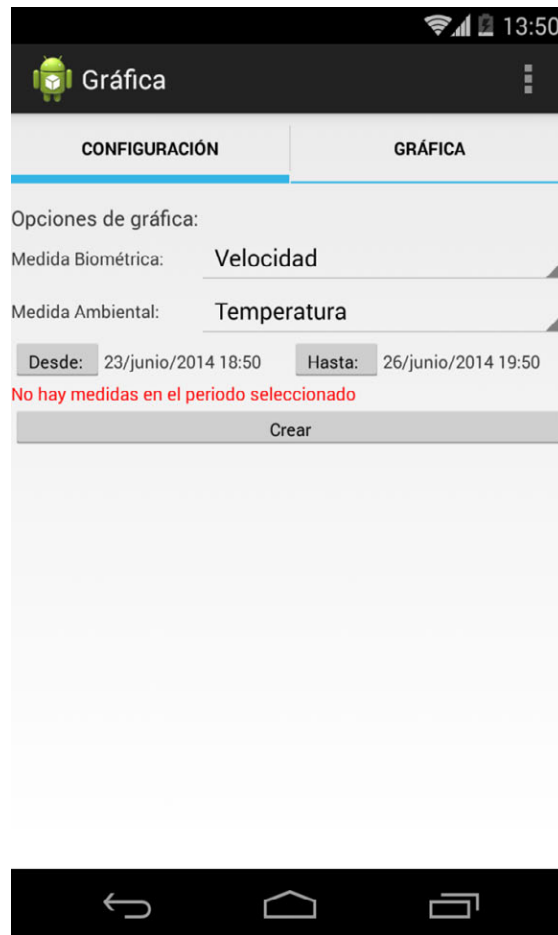 13:50
Gráfica
CONFIGURACIÓN GRÁFICA
Opciones de gráfica:
Medida Biométrica: Velocidad
Medida Ambiental: Temperatura
Desde: 23/junio/2014 18:50 Hasta: 26/junio/2014 19:50
No hay medidas en el periodo seleccionado
Crear